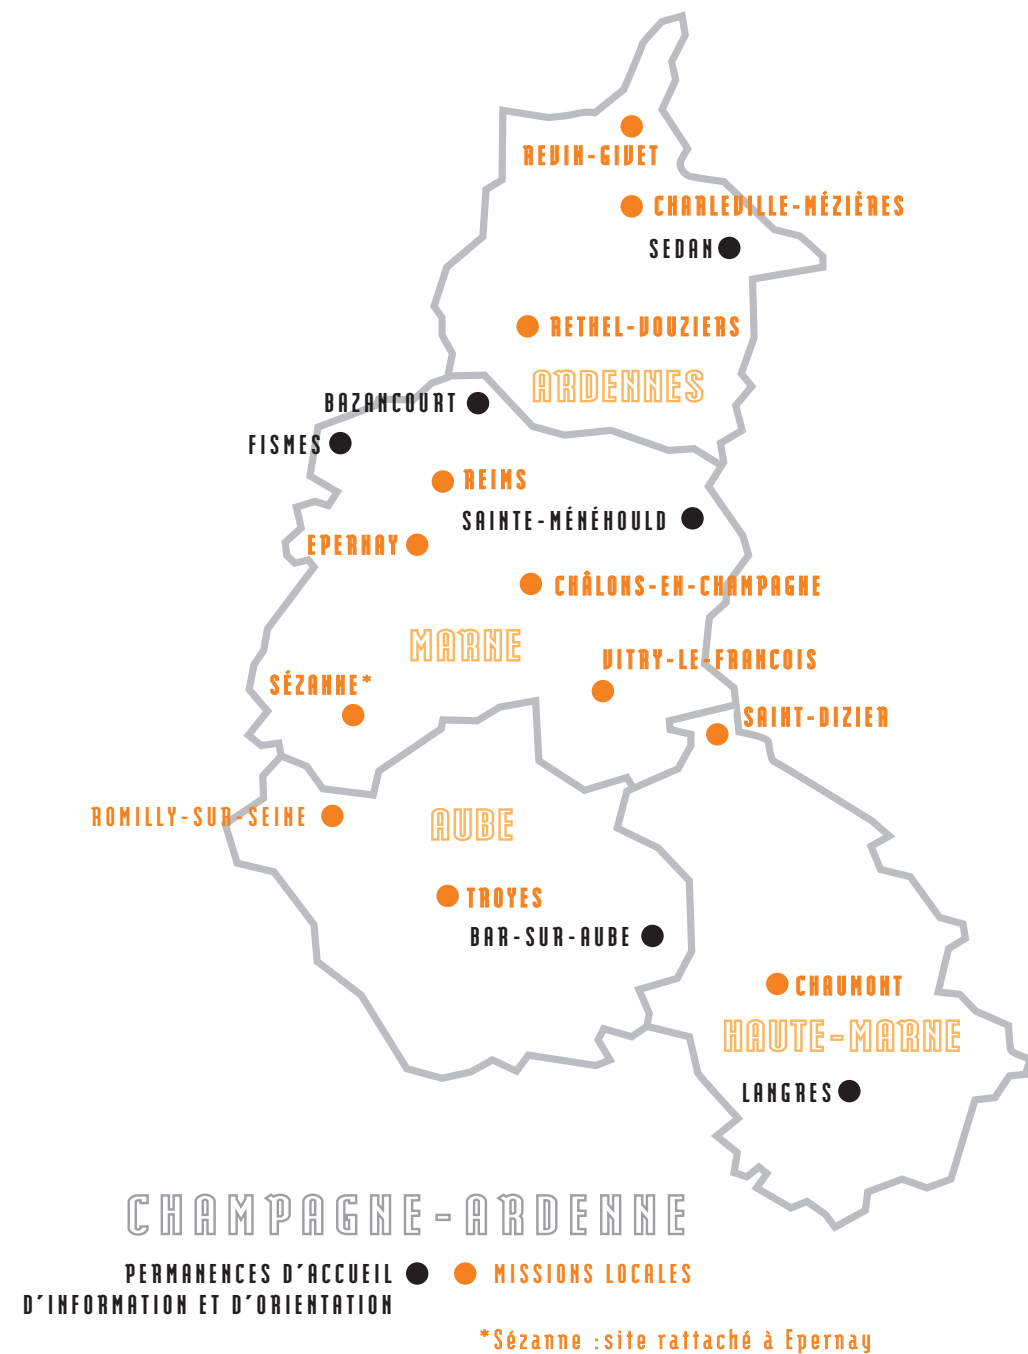 REVIN-GIVET
CHARLEVILLE-MÉZIÈRES
SEDAN
RETHEL-VOUZIERS
ARDENNES
BAZANCOURT
FISMES
REIMS
SAINTE-MÉNÉHOULD
EPERNAY
CHÂLONS-EN-CHAMPAGNE
MARNE
VITRY-LE-FRANCOIS
SÉZANNE*
SAINT-DIZIER
ROMILLY-SUR-SEINE
AUBE
TROYES
BAR-SUR-AUBE
CHAUMONT
HAUTE-MARNE
LANGRES
CHAMPAGNE-ARDENNE
PERMANENCES D'ACCUEIL
D'INFORMATION ET D'ORIENTATION
MISSIONS LOCALES
*Sézanne : site rattaché à Epernay